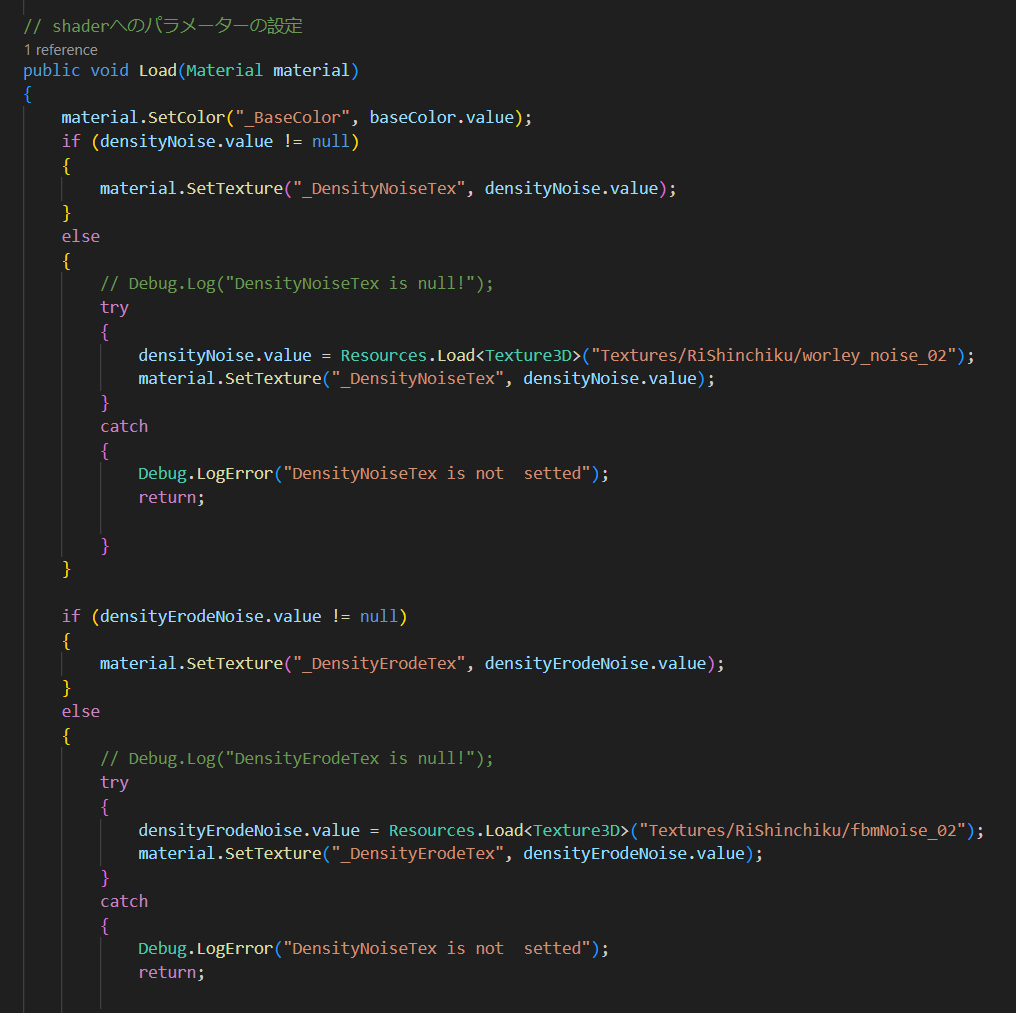 // shaderへのパラメーターの設定
1 reference
public void Load(Material material)
{
    material.SetColor("_BaseColor", baseColor.value);
    if (densityNoise.value != null)
    {
        material.SetTexture("_DensityNoiseTex", densityNoise.value);
    }
    else
    {
        // Debug.Log("DensityNoiseTex is null!");
        try
        {
            densityNoise.value = Resources.Load<Texture3D>("Textures/RiShinchiku/worley_noise_02");
            material.SetTexture("_DensityNoiseTex", densityNoise.value);
        }
        catch
        {
            Debug.LogError("DensityNoiseTex is not  setted");
            return;

        }
    }

    if (densityErodeNoise.value != null)
    {
        material.SetTexture("_DensityErodeTex", densityErodeNoise.value);
    }
    else
    {
        // Debug.Log("DensityErodeTex is null!");
        try
        {
            densityErodeNoise.value = Resources.Load<Texture3D>("Textures/RiShinchiku/fbmNoise_02");
            material.SetTexture("_DensityErodeTex", densityErodeNoise.value);
        }
        catch
        {
            Debug.LogError("DensityNoiseTex is not  setted");
            return;